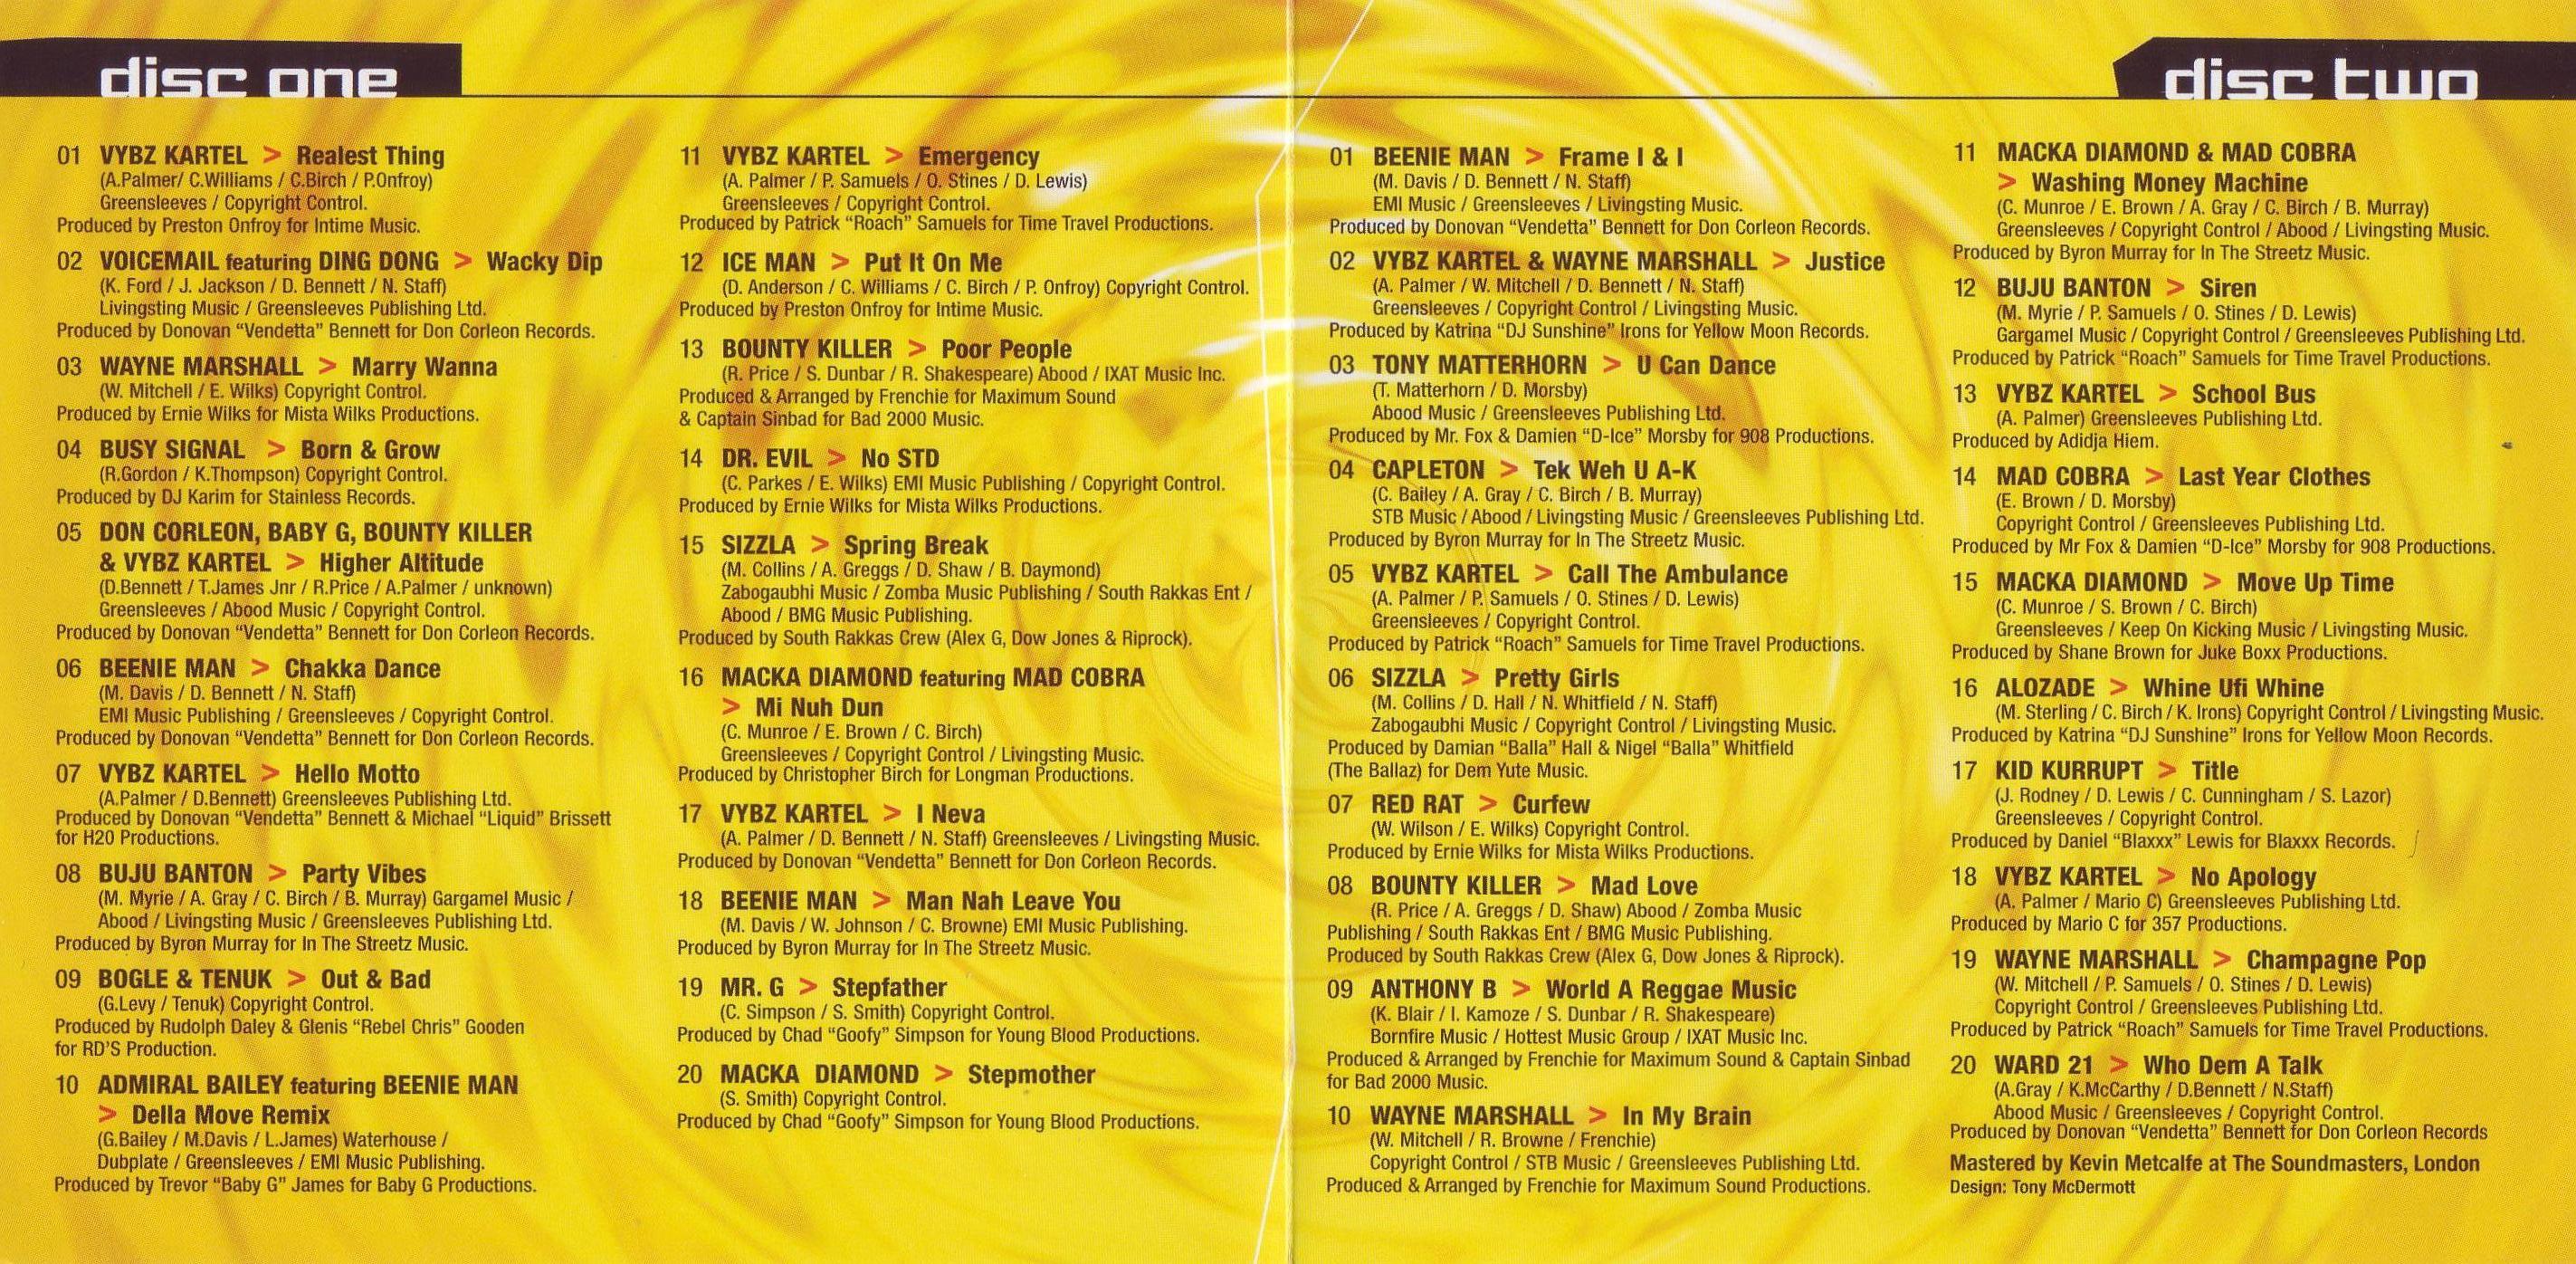 disc one
01 VYBZ KARTEL > Realest Thing
(A.Palmer/ C.Williams / C.Birch / P.Onfroy)
Greensleeves / Copyright Control.
Produced by Preston Onfroy for Intime Music.
02 VOICEMAIL featuring DING DONG > Wacky Dip
(K. Ford / J. Jackson / D. Bennett / N. Staff)
Livingsting Music / Greensleeves Publishing Ltd.
Produced by Donovan “Vendetta” Bennett for Don Corleon Records.
03 WAYNE MARSHALL > Marry Wanna
(W. Mitchell / E. Wilks) Copyright Control.
Produced by Ernie Wilks for Mista Wilks Productions.
04 BUSY SIGNAL > Born & Grow
(R.Gordon / K.Thompson) Copyright Control.
Produced by DJ Karim for Stainless Records.
05 DON CORLEON, BABY G, BOUNTY KILLER
& VYBZ KARTEL > Higher Altitude
(D.Bennett / T.James Jnr / R.Price / A.Palmer / unknown)
Greensleeves / Abood Music / Copyright Control.
Produced by Donovan “Vendetta” Bennett for Don Corleon Records.
06 BEENIE MAN > Chakka Dance
(M. Davis / D. Bennett / N. Staff)
EMI Music Publishing / Greensleeves / Copyright Control.
Produced by Donovan “Vendetta” Bennett for Don Corleon Records.
07 VYBZ KARTEL > Hello Motto
(A.Palmer / D.Bennett) Greensleeves Publishing Ltd.
Produced by Donovan “Vendetta” Bennett & Michael “Liquid” Brissett
for H20 Productions.
08 BUJU BANTON > Party Vibes
(M. Myrie / A. Gray / C. Birch / B. Murray) Gargamel Music /
Abood / Livingsting Music / Greensleeves Publishing Ltd.
Produced by Byron Murray for In The Streetz Music.
09 BOGLE & TENUK > Out & Bad
(G.Levy / Tenuk) Copyright Control.
Produced by Rudolph Daley & Glenis “Rebel Chris” Gooden
for RD'S Production.
10 ADMIRAL BAILEY featuring BEENIE MAN
> Della Move Remix
(G.Bailey / M.Davis / L.James) Waterhouse /
Dubplate / Greensleeves / EMI Music Publishing.
Produced by Trevor “Baby G” James for Baby G Productions.
11 VYBZ KARTEL > Emergency
(A. Palmer / P. Samuels / O. Stines / D. Lewis)
Greensleeves / Copyright Control.
Produced by Patrick “Roach” Samuels for Time Travel Productions.
12 ICE MAN > Put It On Me
(D. Anderson / C. Williams / C. Birch / P. Onfroy) Copyright Control.
Produced by Preston Onfroy for Intime Music.
13 BOUNTY KILLER > Poor People
(R. Price / S. Dunbar / R. Shakespeare) Abood / IXAT Music Inc.
Produced & Arranged by Frenchie for Maximum Sound
& Captain Sinbad for Bad 2000 Music.
14 DR. EVIL > No STD
(C. Parkes / E. Wilks) EMI Music Publishing / Copyright Control.
Produced by Ernie Wilks for Mista Wilks Productions.
15 SIZZLA > Spring Break
(M. Collins / A. Greggs / D. Shaw / B. Daymond)
Zabogaubhi Music / Zomba Music Publishing / South Rakkas Ent /
Abood / BMG Music Publishing.
Produced by South Rakkas Crew (Alex G, Dow Jones & Riprock).
16 MACKA DIAMOND featuring MAD COBRA
> Mi Nuh Dun
(C. Munroe / E. Brown / C. Birch)
Greensleeves / Copyright Control / Livingsting Music.
Produced by Christopher Birch for Longman Productions.
17 VYBZ KARTEL > I Neva
(A. Palmer / D. Bennett / N. Staff) Greensleeves / Livingsting Music.
Produced by Donovan “Vendetta” Bennett for Don Corleon Records.
18 BEENIE MAN > Man Nah Leave You
(M. Davis / W. Johnson / C. Browne) EMI Music Publishing.
Produced by Byron Murray for In The Streetz Music.
19 MR. G > Stepfather
(C. Simpson / S. Smith) Copyright Control.
Produced by Chad “Goofy” Simpson for Young Blood Productions.
20 MACKA DIAMOND > Stepmother
(S. Smith) Copyright Control.
Produced by Chad “Goofy” Simpson for Young Blood Productions.
disc two
01 BEENIE MAN > Frame I & I
(M. Davis / D. Bennett / N. Staff)
EMI Music / Greensleeves / Livingsting Music.
Produced by Donovan “Vendetta” Bennett for Don Corleon Records.
02 VYBZ KARTEL & WAYNE MARSHALL > Justice
(A. Palmer / W. Mitchell / D. Bennett / N. Staff)
Greensleeves / Copyright Control / Livingsting Music.
Produced by Katrina “DJ Sunshine” Irons for Yellow Moon Records.
03 TONY MATTERHORN > U Can Dance
(T. Matterhorn / D. Morsby)
Abood Music / Greensleeves Publishing Ltd.
Produced by Mr. Fox & Damien “D-Ice” Morsby for 908 Productions.
04 CAPLETON > Tek Weh U A-K
(C. Bailey / A. Gray / C. Birch / B. Murray)
STB Music / Abood / Livingsting Music / Greensleeves Publishing Ltd.
Produced by Byron Murray for In The Streetz Music.
05 VYBZ KARTEL > Call The Ambulance
(A. Palmer / P. Samuels / O. Stines / D. Lewis)
Greensleeves / Copyright Control.
Produced by Patrick “Roach” Samuels for Time Travel Productions.
06 SIZZLA > Pretty Girls
(M. Collins / D. Hall / N. Whitfield / N. Staff)
Zabogaubhi Music / Copyright Control / Livingsting Music.
Produced by Damian “Balla” Hall & Nigel “Balla” Whitfield
(The Ballaz) for Dem Yute Music.
07 RED RAT > Curfew
(W. Wilson / E. Wilks) Copyright Control.
Produced by Ernie Wilks for Mista Wilks Productions.
08 BOUNTY KILLER > Mad Love
(R. Price / A. Greggs / D. Shaw) Abood / Zomba Music
Publishing / South Rakkas Ent / BMG Music Publishing.
Produced by South Rakkas Crew (Alex G, Dow Jones & Riprock).
09 ANTHONY B > World A Reggae Music
(K. Blair / I. Kamoze / S. Dunbar / R. Shakespeare)
Bornfire Music / Hottest Music Group / IXAT Music Inc.
Produced & Arranged by Frenchie for Maximum Sound & Captain Sinbad
for Bad 2000 Music.
10 WAYNE MARSHALL > In My Brain
(W. Mitchell / R. Browne / Frenchie)
Copyright Control / STB Music / Greensleeves Publishing Ltd.
Produced & Arranged by Frenchie for Maximum Sound Productions.
11 MACKA DIAMOND & MAD COBRA
> Washing Money Machine
(C. Munroe / E. Brown / A. Gray / C. Birch / B. Murray)
Greensleeves / Copyright Control / Abood / Livingsting Music.
Produced by Byron Murray for In The Streetz Music.
12 BUJU BANTON > Siren
(M. Myrie / P. Samuels / O. Stines / D. Lewis)
Gargamel Music / Copyright Control / Greensleeves Publishing Ltd.
Produced by Patrick “Roach” Samuels for Time Travel Productions.
13 VYBZ KARTEL > School Bus
(A. Palmer) Greensleeves Publishing Ltd.
Produced by Adidja Hiem.
14 MAD COBRA > Last Year Clothes
(E. Brown / D. Morsby)
Copyright Control / Greensleeves Publishing Ltd.
Produced by Mr Fox & Damien “D-Ice” Morsby for 908 Productions.
15 MACKA DIAMOND > Move Up Time
(C. Munroe / S. Brown / C. Birch)
Greensleeves / Keep On Kicking Music / Livingsting Music.
Produced by Shane Brown for Juke Boxx Productions.
16 ALOZADE > Whine Ufi Whine
(M. Sterling / C. Birch / K. Irons) Copyright Control / Livingsting Music.
Produced by Katrina “DJ Sunshine” Irons for Yellow Moon Records.
17 KID KURRUPT > Title
(J. Rodney / D. Lewis / C. Cunningham / S. Lazor)
Greensleeves / Copyright Control.
Produced by Daniel “Blaxxx” Lewis for Blaxxx Records.
18 VYBZ KARTEL > No Apology
(A. Palmer / Mario C) Greensleeves Publishing Ltd.
Produced by Mario C for 357 Productions.
19 WAYNE MARSHALL > Champagne Pop
(W. Mitchell / P. Samuels / O. Stines / D. Lewis)
Copyright Control / Greensleeves Publishing Ltd.
Produced by Patrick “Roach” Samuels for Time Travel Productions.
20 WARD 21 > Who Dem A Talk
(A.Gray / K.McCarthy / D.Bennett / N.Staff)
Abood Music / Greensleeves / Copyright Control.
Produced by Donovan “Vendetta” Bennett for Don Corleon Records
Mastered by Kevin Metcalfe at The Soundmasters, London
Design: Tony McDermott